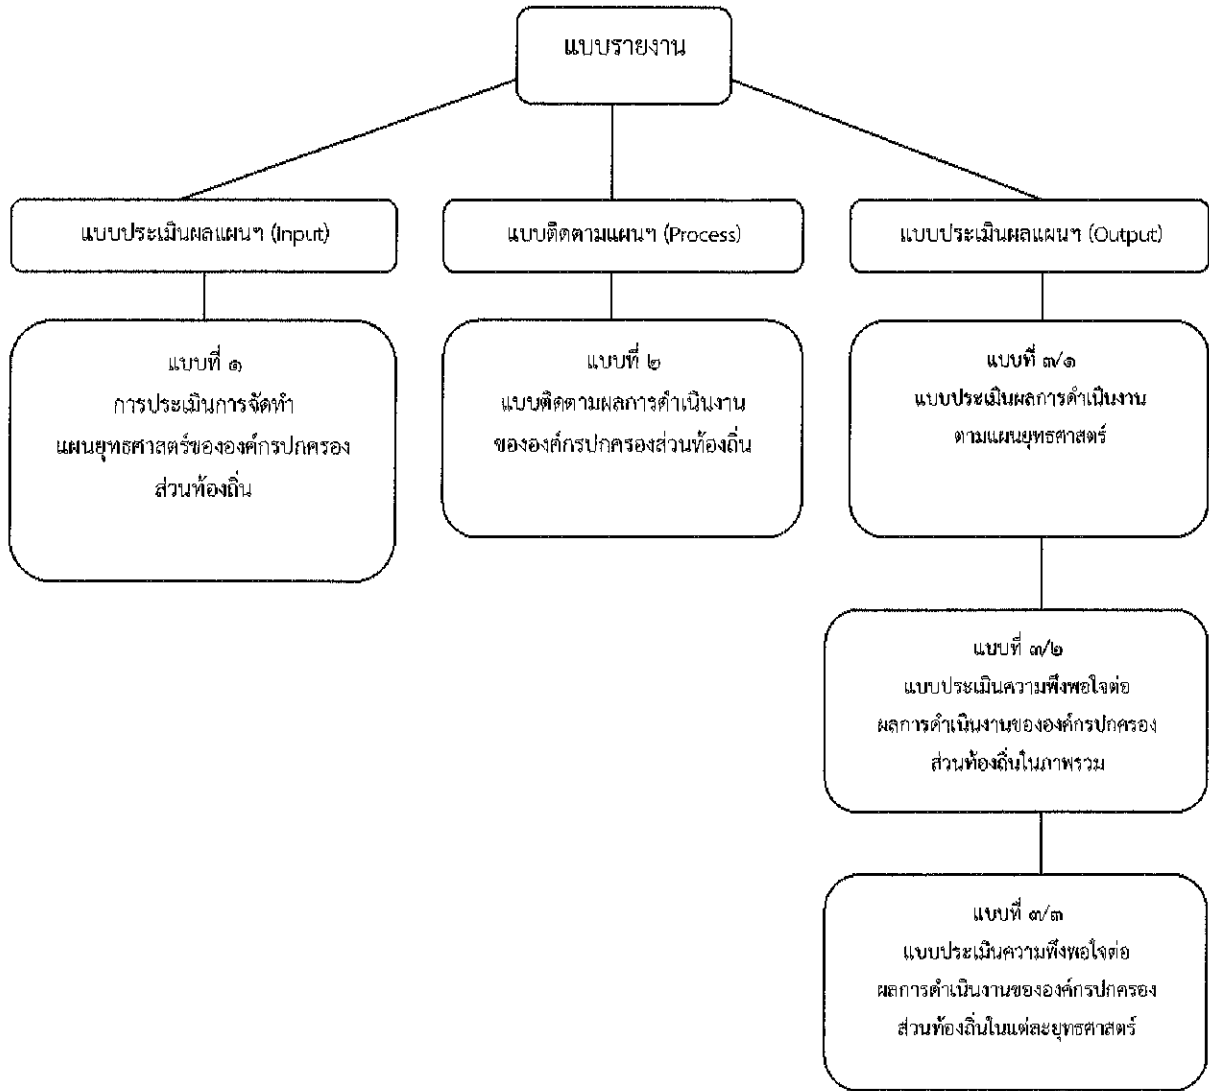 แบบรายงาน
แบบประเมินผลแผนฯ (Input)
แบบติดตามแผนฯ (Process)
แบบประเมินผลแผนฯ (Output)
แบบที่ ๑
การประเมินการจัดทำ
แผนยุทธศาสตร์ขององค์กรปกครอง
ส่วนท้องถิ่น
แบบที่ ๒
แบบติดตามผลการดำเนินงาน
ขององค์กรปกครองส่วนท้องถิ่น
แบบที่ ๓/๑
แบบประเมินผลการดำเนินงาน
ตามแผนยุทธศาสตร์
แบบที่ ๓/๒
แบบประเมินความพึงพอใจต่อ
ผลการดำเนินงานขององค์กรปกครอง
ส่วนท้องถิ่นในภาพรวม
แบบที่ ๓/๓
แบบประเมินความพึงพอใจต่อ
ผลการดำเนินงานขององค์กรปกครอง
ส่วนท้องถิ่นในแต่ละยุทธศาสตร์